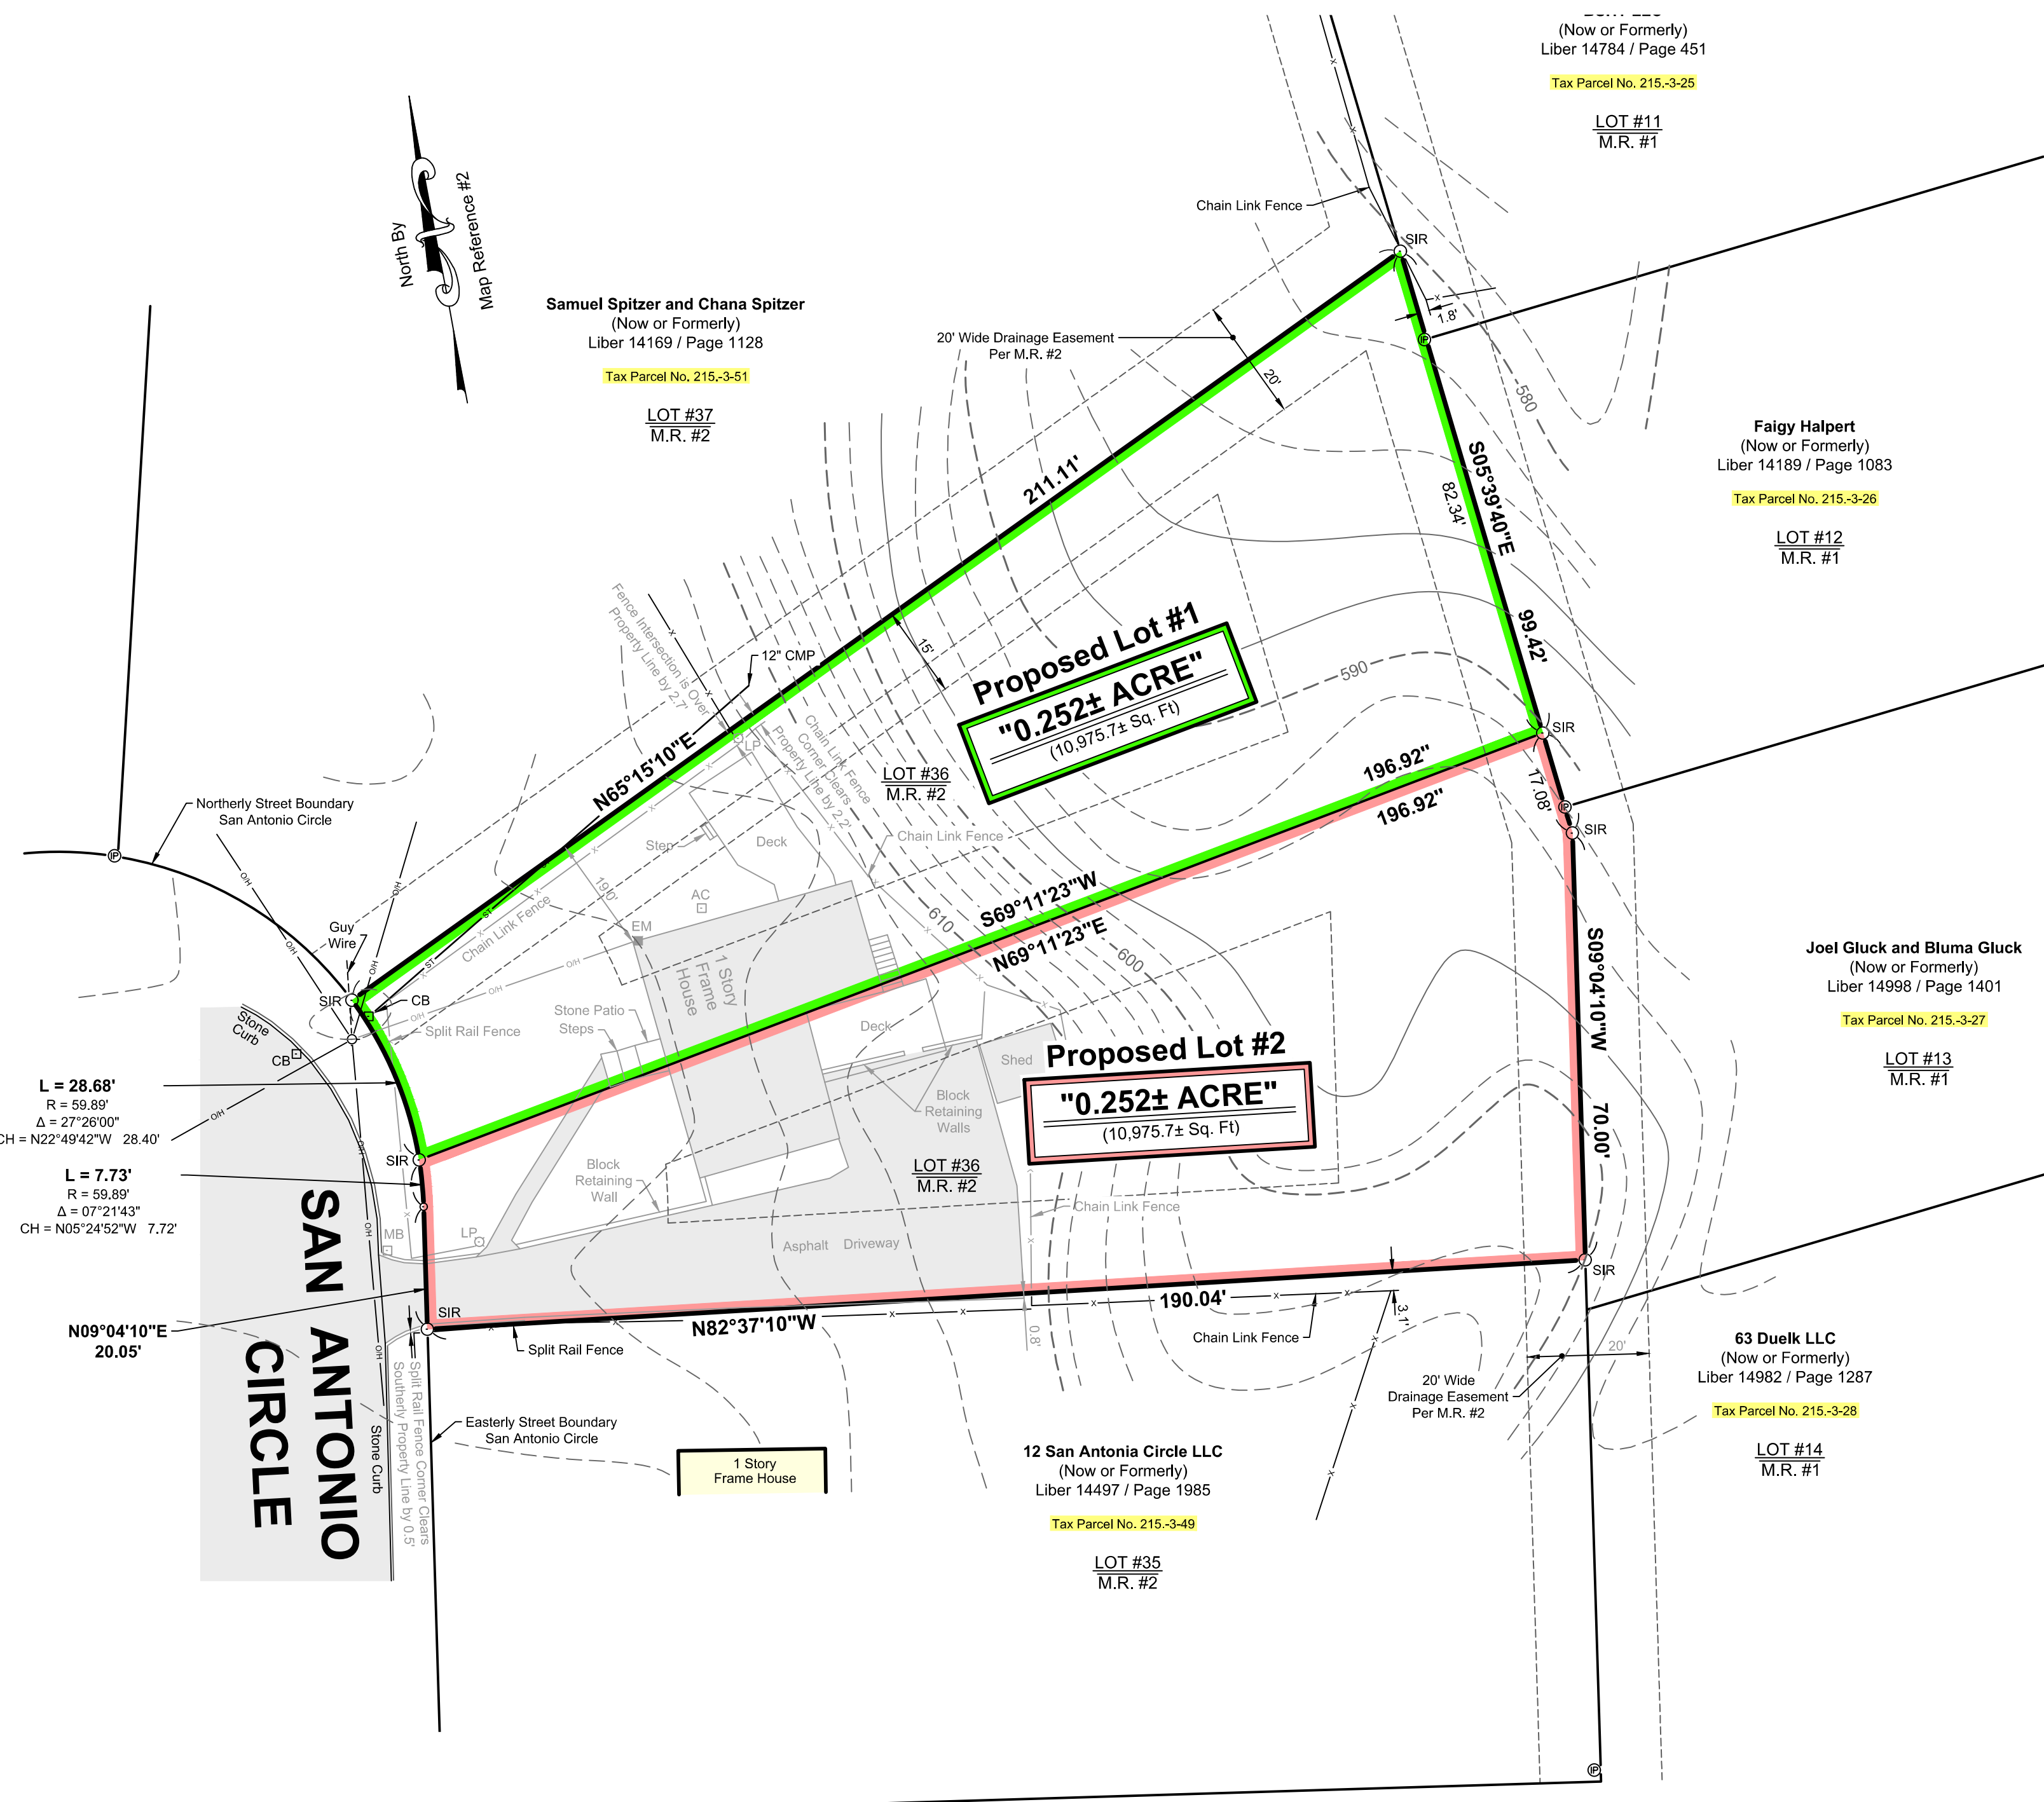 (Now or Formerly)
Liber 14784 / Page 451
Tax Parcel No. 215.-3-25
LOT #11
M.R. #1
Chain Link Fence
SIR
1.8'
IP
North By
Map Reference #2
Samuel Spitzer and Chana Spitzer
(Now or Formerly)
Liber 14169 / Page 1128
Tax Parcel No. 215.-3-51
LOT #37
M.R. #2
20' Wide Drainage Easement
Per M.R. #2
20'
580
Faigy Halpert
(Now or Formerly)
Liber 14189 / Page 1083
Tax Parcel No. 215.-3-26
LOT #12
M.R. #1
211.11'
S05°39'40"E
82.34'
99.42'
Fence Intersection is Over
Property Line by 2.7'
12" CMP
15'
Proposed Lot #1
"0.252± ACRE"
(10,975.7± Sq. Ft)
590
SIR
LP
Chain Link Fence
Corner Clears
Property Line by 2.2'
N65°15'10"E
LOT #36
M.R. #2
196.92"
196.92"
17.08'
IP
SIR
Northerly Street Boundary
San Antonio Circle
IP
O/H
O/H
Step
Deck
Chain Link Fence
19.0'
AC
EM
ST
Chain Link Fence
Guy
Wire
O/H
O/H
O/H
ST
1 Story
Frame
House
610
600
S69°11'23"W
N69°11'23"E
S09°04'10"W
Joel Gluck and Bluma Gluck
(Now or Formerly)
Liber 14998 / Page 1401
Tax Parcel No. 215.-3-27
LOT #13
M.R. #1
SIR
CB
O/H
Split Rail Fence
Stone Patio
Steps
Stone
Curb
CB
Deck
Shed
Proposed Lot #2
"0.252± ACRE"
(10,975.7± Sq. Ft)
L = 28.68'
R = 59.89'
Δ = 27°26'00"
CH = N22°49'42"W 28.40'
O/H
O/H
Block
Retaining
Walls
70.00'
SIR
L = 7.73'
R = 59.89'
Δ = 07°21'43"
CH = N05°24'52"W 7.72'
Block
Retaining
Wall
LOT #36
M.R. #2
Chain Link Fence
O/H
MB
LP
Asphalt Driveway
SAN ANTONIO
CIRCLE
SIR
SIR
N09°04'10"E
20.05'
N82°37'10"W
190.04'
3.1'
0.8'
Split Rail Fence
Chain Link Fence
O/H
Split Rail Fence Corner Clears
Southerly Property Line by 0.5'
20'
63 Duelk LLC
(Now or Formerly)
Liber 14982 / Page 1287
Tax Parcel No. 215.-3-28
LOT #14
M.R. #1
20' Wide
Drainage Easement
Per M.R. #2
Stone Curb
Easterly Street Boundary
San Antonio Circle
1 Story
Frame House
12 San Antonia Circle LLC
(Now or Formerly)
Liber 14497 / Page 1985
Tax Parcel No. 215.-3-49
LOT #35
M.R. #2
IP